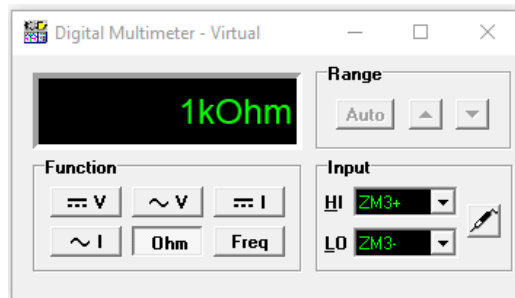 Digital Multimeter - Virtual
1kOhm
Range
Auto
Function
V
V
I
I
Ohm
Freq
Input
HI ZM3+
LO ZM3-